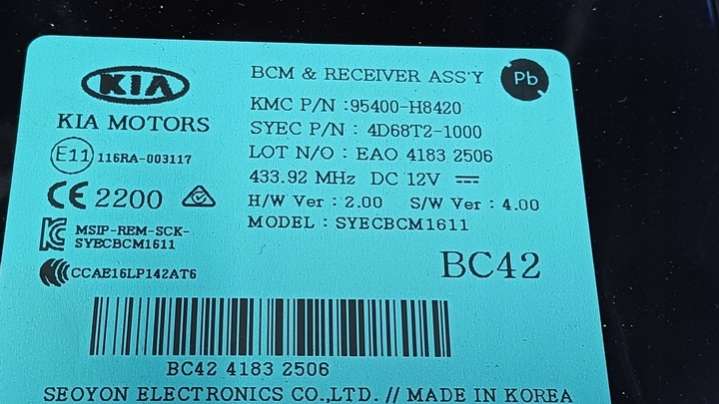 KIA
KIA MOTORS
E11 116RA-003117
CE 2200
MSIP-REM-SCK-
SYECBCM1611
CCAE16LP142AT6
BCM & RECEIVER ASS'Y
Pb
KMC P/N : 95400-H8420
SYEC P/N : 4D68T2-1000
LOT N/O : EAO 4183 2506
433.92 MHz DC 12V
H/W Ver : 2.00 S/W Ver : 4.00
MODEL : SYECBCM1611
BC42
BC42 4183 2506
SEOYON ELECTRONICS CO.,LTD. // MADE IN KOREA